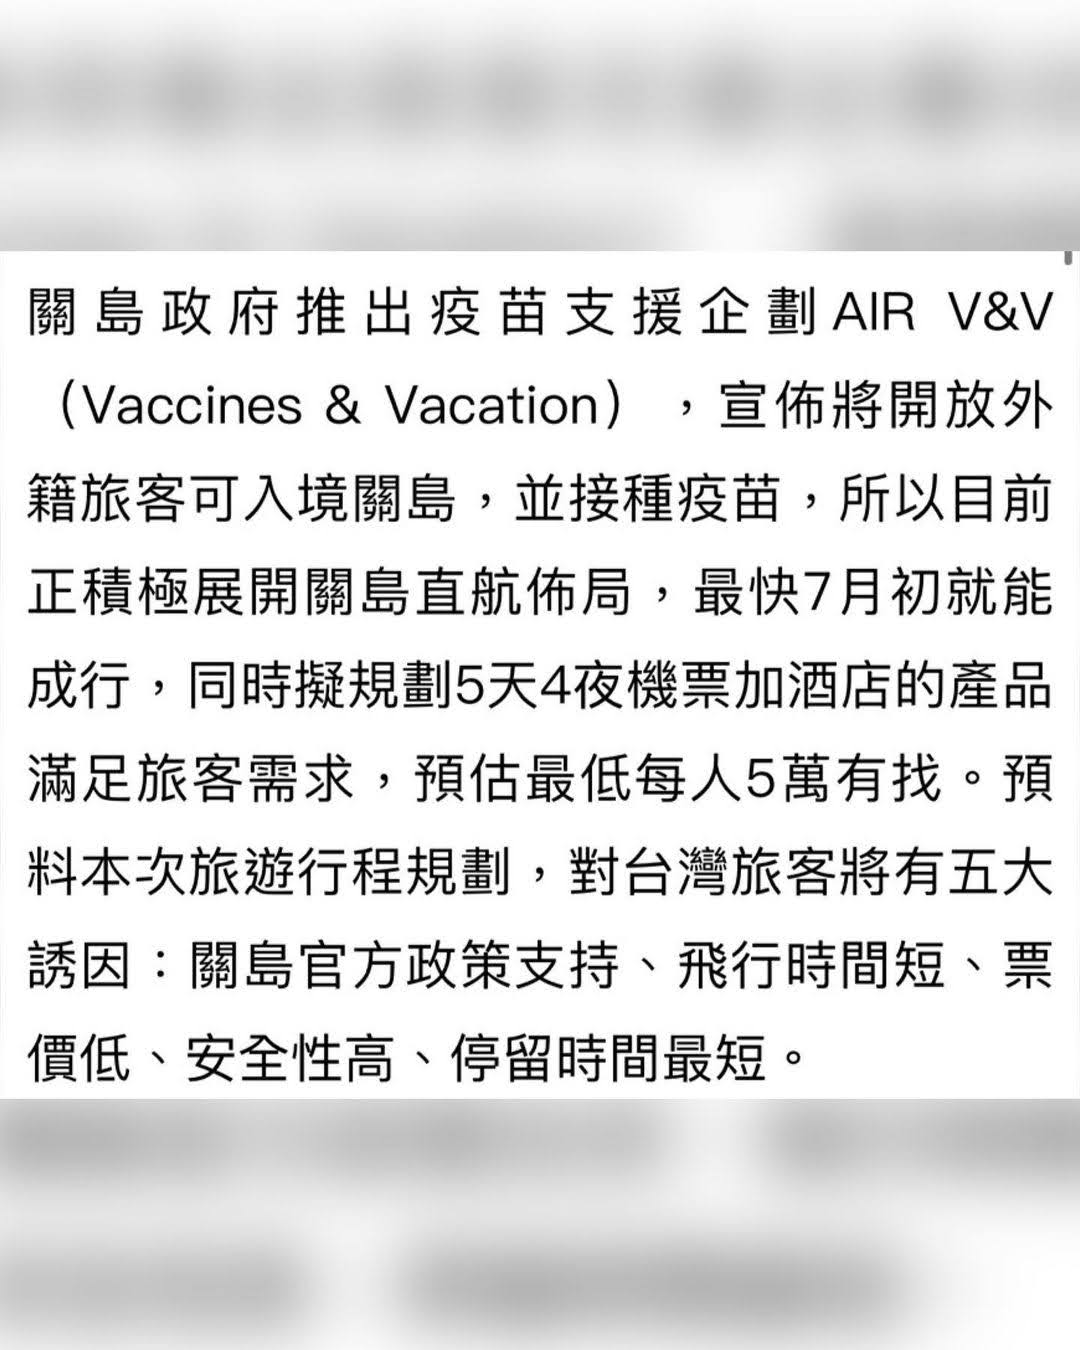 關島政府推出疫苗支援企劃AIR V&V
（Vaccines & Vacation），宣佈將開放外
籍旅客可入境關島，並接種疫苗，所以目前
正積極展開關島直航佈局，最快7月初就能
成行，同時擬規劃5天4夜機票加酒店的產品
滿足旅客需求，預估最低每人5萬有找。預
料本次旅遊行程規劃，對台灣旅客將有五大
誘因：關島官方政策支持、飛行時間短、票
價低、安全性高、停留時間最短。